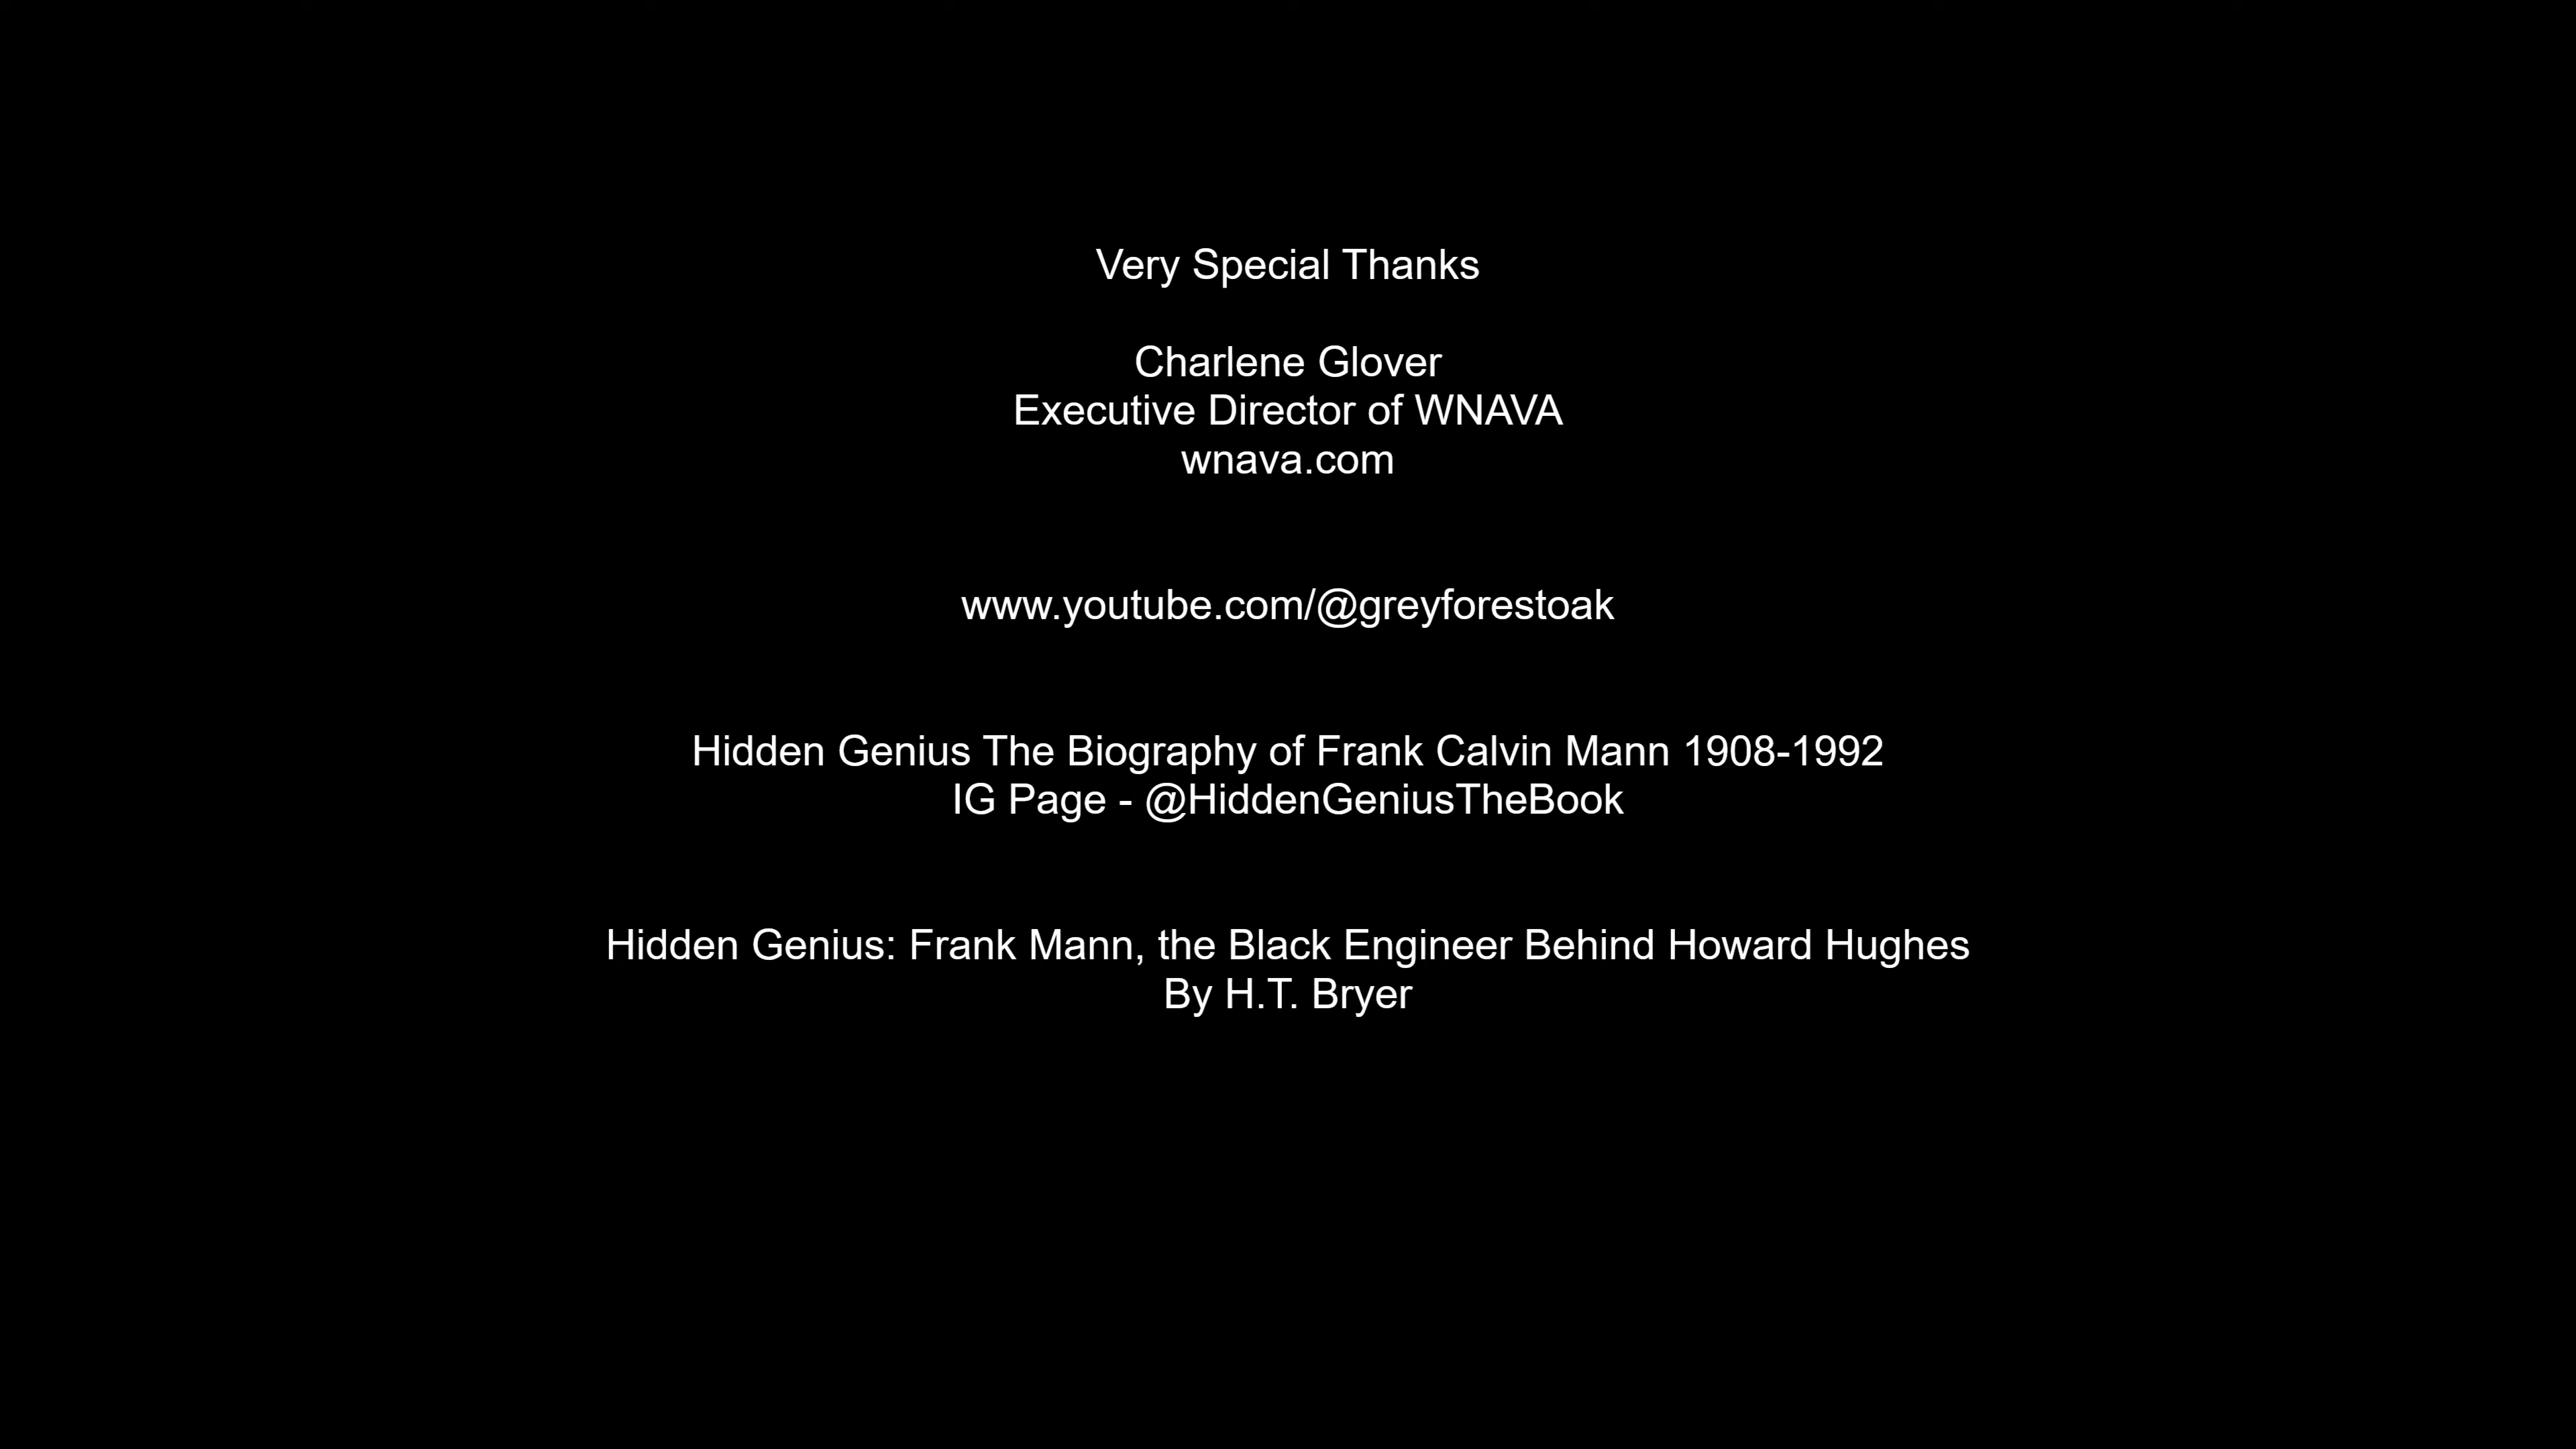 Very Special Thanks
Charlene Glover
Executive Director of WNAVA
wnava.com
www.youtube.com/@greyforestoak
Hidden Genius The Biography of Frank Calvin Mann 1908-1992
IG Page - @HiddenGeniusTheBook
Hidden Genius: Frank Mann, the Black Engineer Behind Howard Hughes
By H.T. Bryer